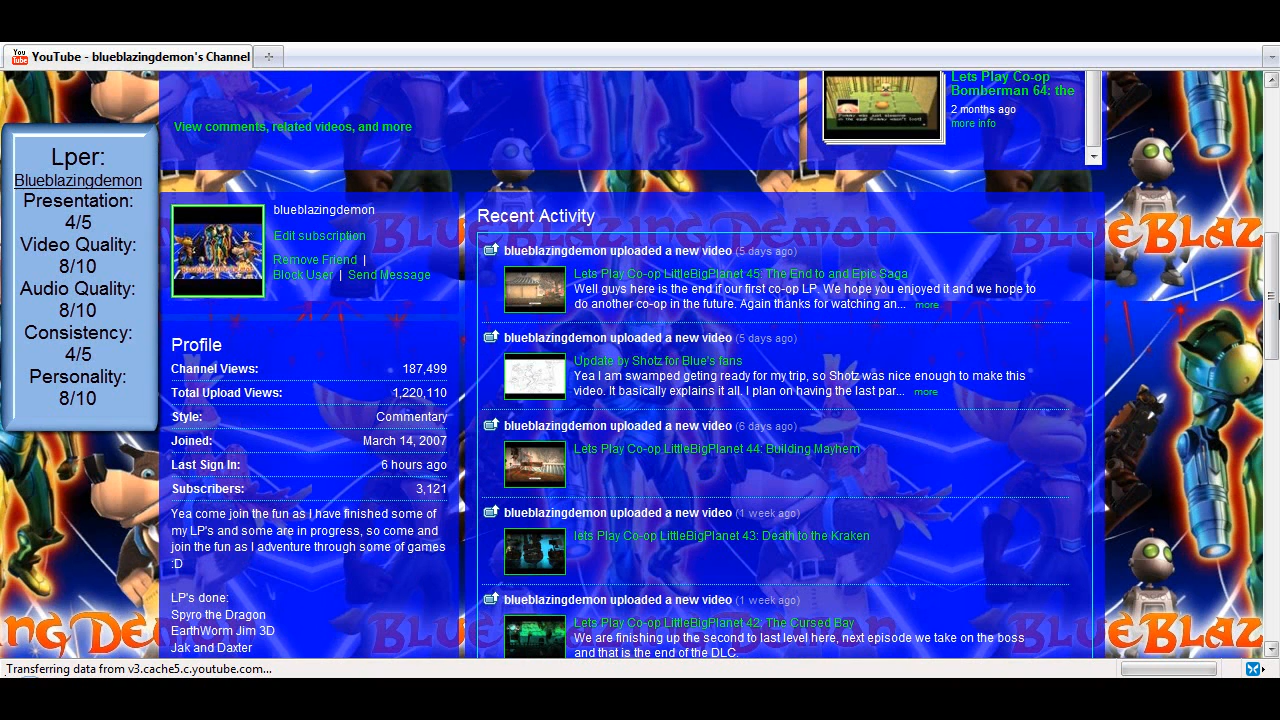 You Tube
YouTube - blueblazingdemon's Channel
Lets Play Co-op
Bomberman 64: the
2 months ago
more info
View comments, related videos, and more
Lper:
Blueblazingdemon
Presentation:
4/5
Video Quality:
8/10
Audio Quality:
8/10
Consistency:
4/5
Personality:
8/10
blueblazingdemon
Edit subscription
Remove Friend |
Block User | Send Message
Profile
Channel Views: 187,499
Total Upload Views: 1,220,110
Style: Commentary
Joined: March 14, 2007
Last Sign In: 6 hours ago
Subscribers: 3,121
Yea come join the fun as I have finished some of
my LP's and some are in progress, so come and
join the fun as I adventure through some of games
:D
LP's done:
Spyro the Dragon
EarthWorm Jim 3D
Jak and Daxter
Recent Activity
blueblazingdemon uploaded a new video (5 days ago)
Lets Play Co-op LittleBigPlanet 45: The End to and Epic Saga
Well guys here is the end if our first co-op LP. We hope you enjoyed it and we hope to
do another co-op in the future. Again thanks for watching an... more
blueblazingdemon uploaded a new video (5 days ago)
Update by Shotz for Blue's fans
Yea I am swamped geting ready for my trip, so Shotz was nice enough to make this
video. It basically explains it all. I plan on having the last par... more
blueblazingdemon uploaded a new video (6 days ago)
Lets Play Co-op LittleBigPlanet 44: Building Mayhem
blueblazingdemon uploaded a new video (1 week ago)
lets Play Co-op LittleBigPlanet 43: Death to the Kraken
blueblazingdemon uploaded a new video (1 week ago)
Lets Play Co-op LittleBigPlanet 42: The Cursed Bay
We are finishing up the second to last level here, next episode we take on the boss
and that is the end of the DLC.
Blue Blazing Demon
Blue Blaz
ng Demon
Blue Blaz
Transferring data from v3.cache5.c.youtube.com...